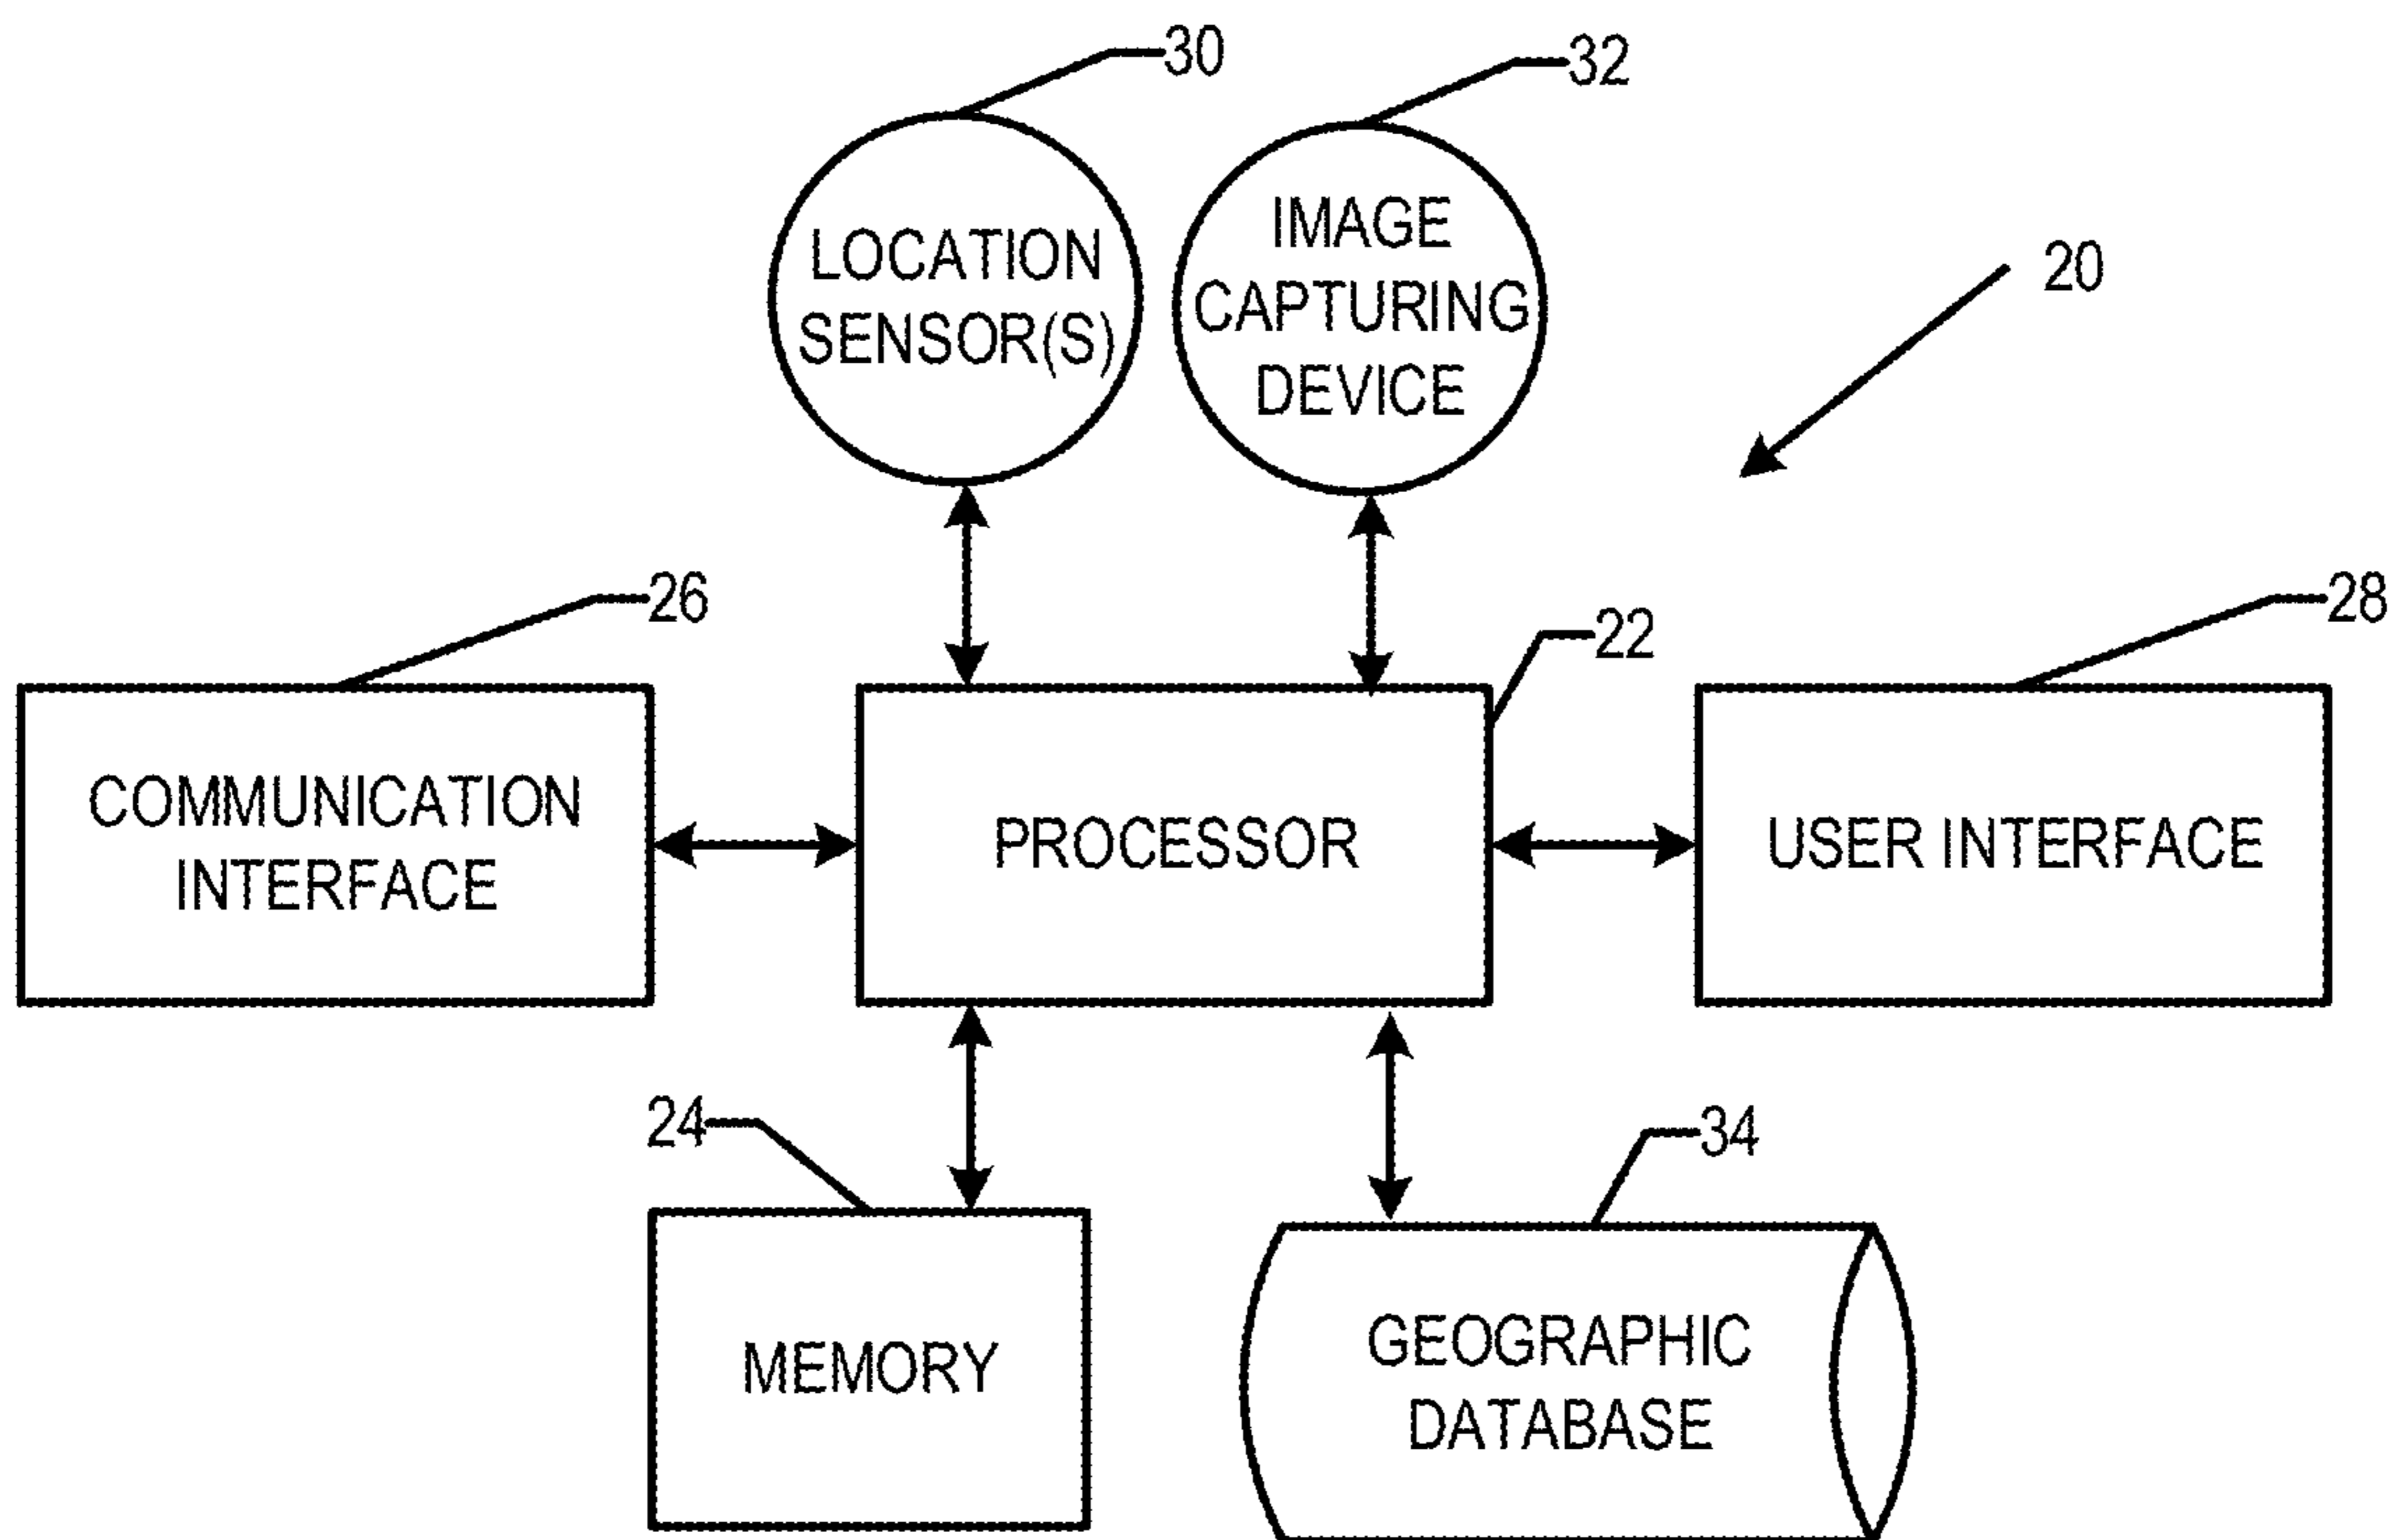 30
32
LOCATION
SENSOR(S)
IMAGE
CAPTURING
DEVICE
20
26
22
28
COMMUNICATION
INTERFACE
PROCESSOR
USER INTERFACE
24
34
MEMORY
GEOGRAPHIC
DATABASE